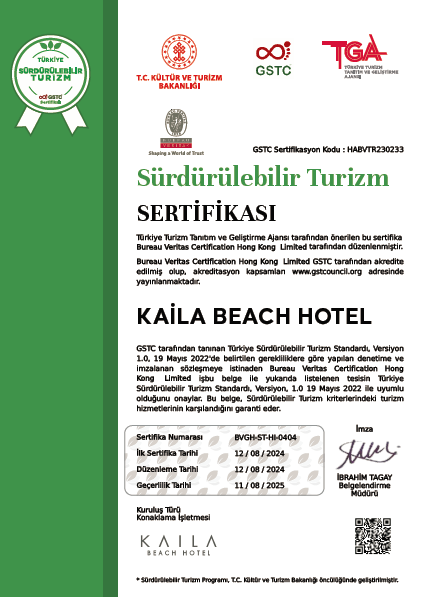 TÜRKİYE
SÜRDÜRÜLEBİLİR
TURİZM
GSTC
Sertifikalı
T.C. KÜLTÜR VE TURİZM
BAKANLIĞI
GSTC
TGA
TÜRKİYE TURİZM
TANITIM VE GELİŞTİRME
AJANSI
BUREAU
VERITAS
Shaping a World of Trust
GSTC Sertifikasyon Kodu : HABVTR230233
Sürdürülebilir Turizm
SERTİFİKASI
Türkiye Turizm Tanıtım ve Geliştirme Ajansı tarafından önerilen bu sertifika
Bureau Veritas Certification Hong Kong Limited tarafından düzenlenmiştir.
Bureau Veritas Certification Hong Kong Limited GSTC tarafından akredite
edilmiş olup, akreditasyon kapsamları www.gstcouncil.org adresinde
yayınlanmaktadır.
KAİLA BEACH HOTEL
GSTC tarafından tanınan Türkiye Sürdürülebilir Turizm Standardı, Versiyon
1.0, 19 Mayıs 2022'de belirtilen gerekliliklere göre yapılan denetime ve
imzalanan sözleşmeye istinaden Bureau Veritas Certification Hong
Kong Limited işbu belge ile yukarıda listelenen tesisin Türkiye
Sürdürülebilir Turizm Standardı, Versiyon, 1.0 19 Mayıs 2022 ile uyumlu
olduğunu onaylar. Bu belge, Sürdürülebilir Turizm kriterlerindeki turizm
hizmetlerinin karşılandığını garanti eder.
Sertifika Numarası BVGH-ST-HI-0404
İlk Sertifika Tarihi 12 / 08 / 2024
Düzenleme Tarihi 12 / 08 / 2024
Geçerlilik Tarihi 11 / 08 / 2025
İmza
İBRAHİM TAGAY
Belgelendirme
Müdürü
Kuruluş Türü
Konaklama İşletmesi
KAILA
BEACH HOTEL
* Sürdürülebilir Turizm Programı, T.C. Kültür ve Turizm Bakanlığı öncülüğünde geliştirilmiştir.